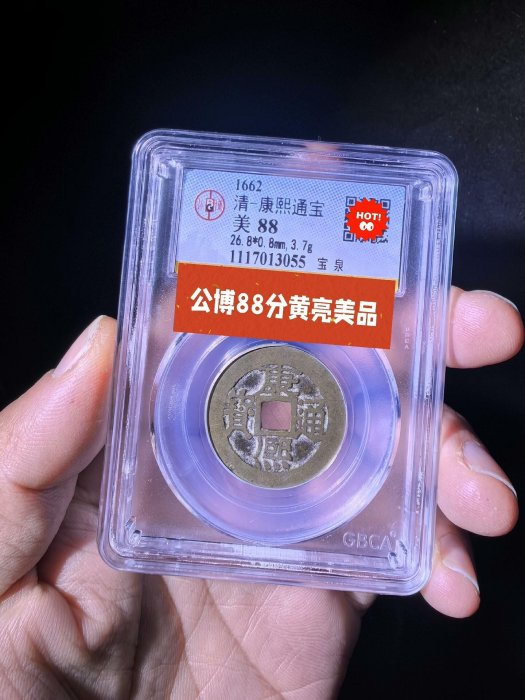 1662
清-康熙通宝
美 88
26.8*0.8mm, 3.7g
1117013055 宝 泉
HOT!
公博88分黄亮美品
康
通
寶
熙
GBCA